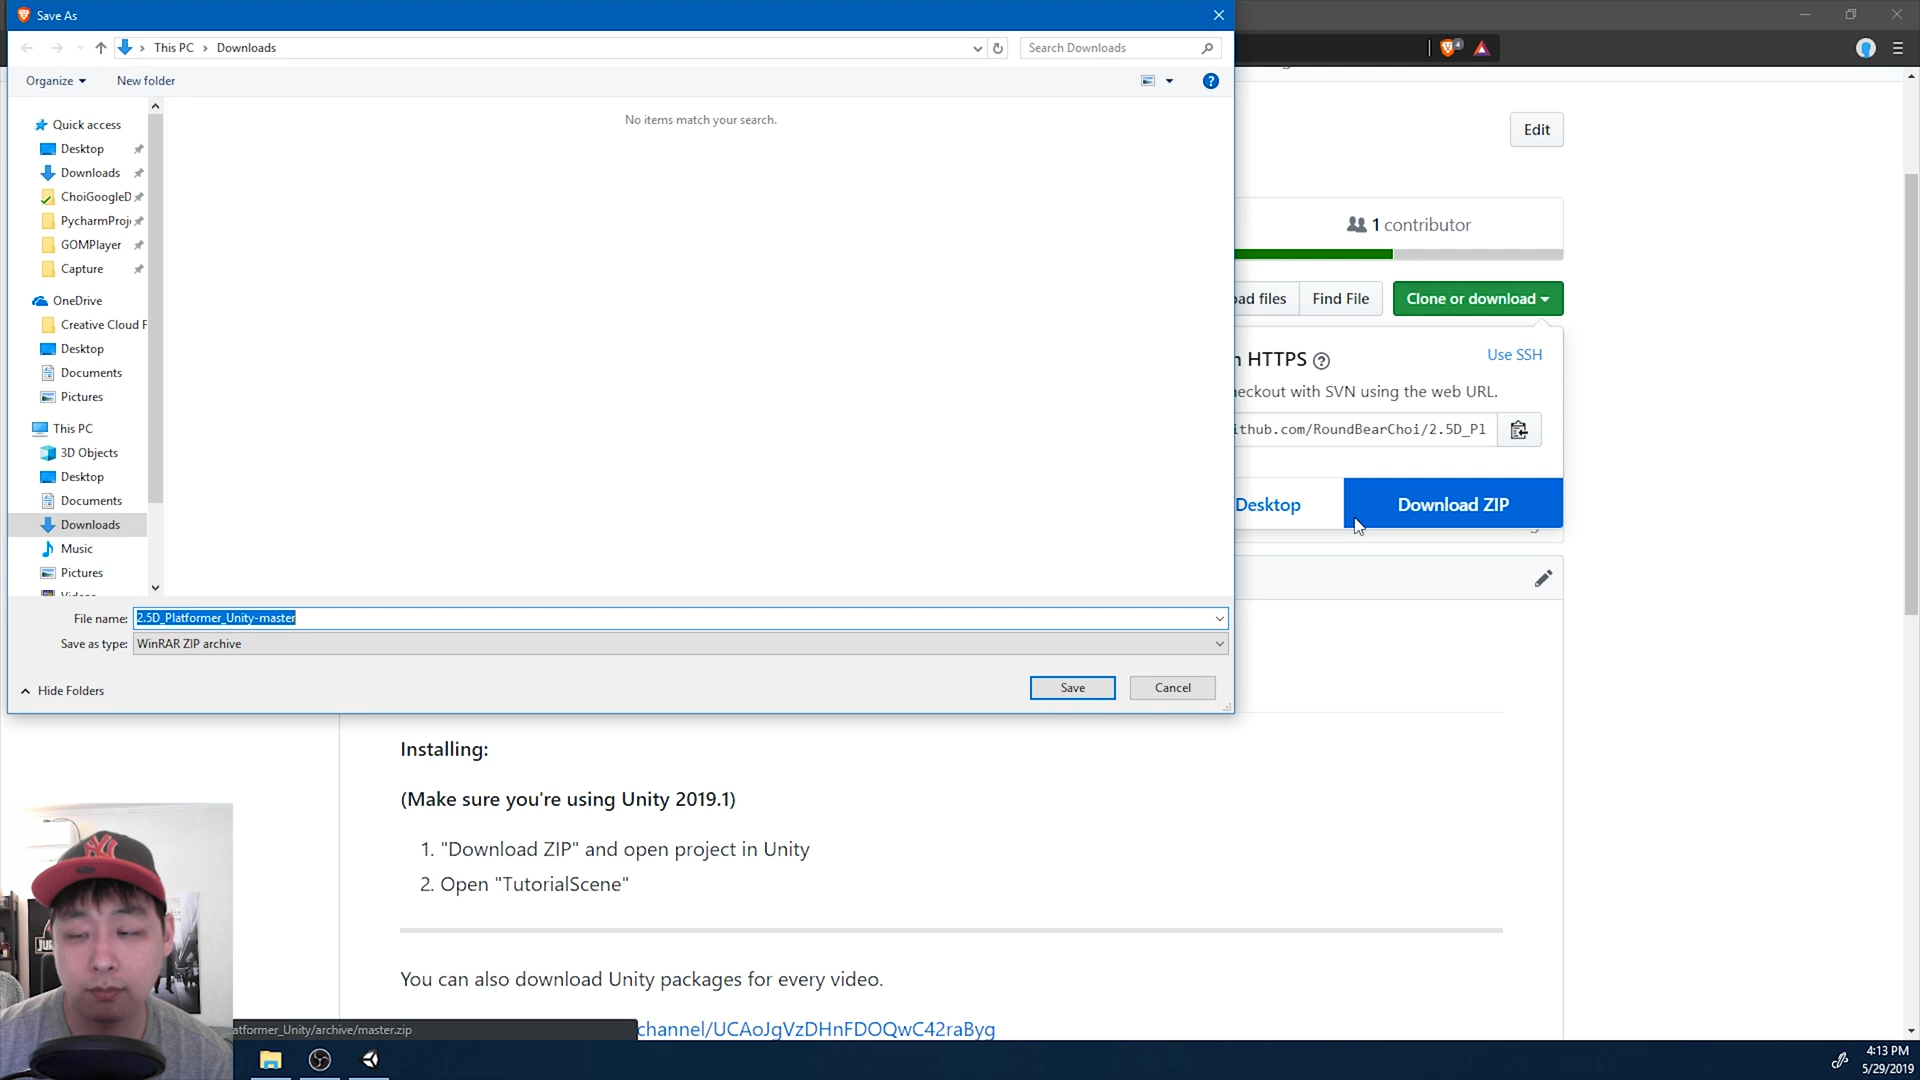 Save As
This PC > Downloads
Search Downloads
4
Organize
New folder
?
Quick access
Desktop
Downloads
ChoiGoogleD
PycharmProj
GOMPlayer
Capture
OneDrive
Creative Cloud F
Desktop
Documents
Pictures
This PC
3D Objects
Desktop
Documents
Downloads
Music
Pictures
No items match your search.
File name: 2.5D_Platformer_Unity-master
Save as type: WinRAR ZIP archive
Hide Folders
Save
Cancel
Edit
1 contributor
oad files
Find File
Clone or download
h HTTPS ?
Use SSH
heckout with SVN using the web URL.
ithub.com/RoundBearChoi/2.5D_Pl
Desktop
Download ZIP
Installing:
(Make sure you're using Unity 2019.1)
1. "Download ZIP" and open project in Unity
2. Open "TutorialScene"
You can also download Unity packages for every video.
channel/UCAoJgVzDHnFDOQwC42raByg
atformer_Unity/archive/master.zip
4:13 PM
5/29/2019